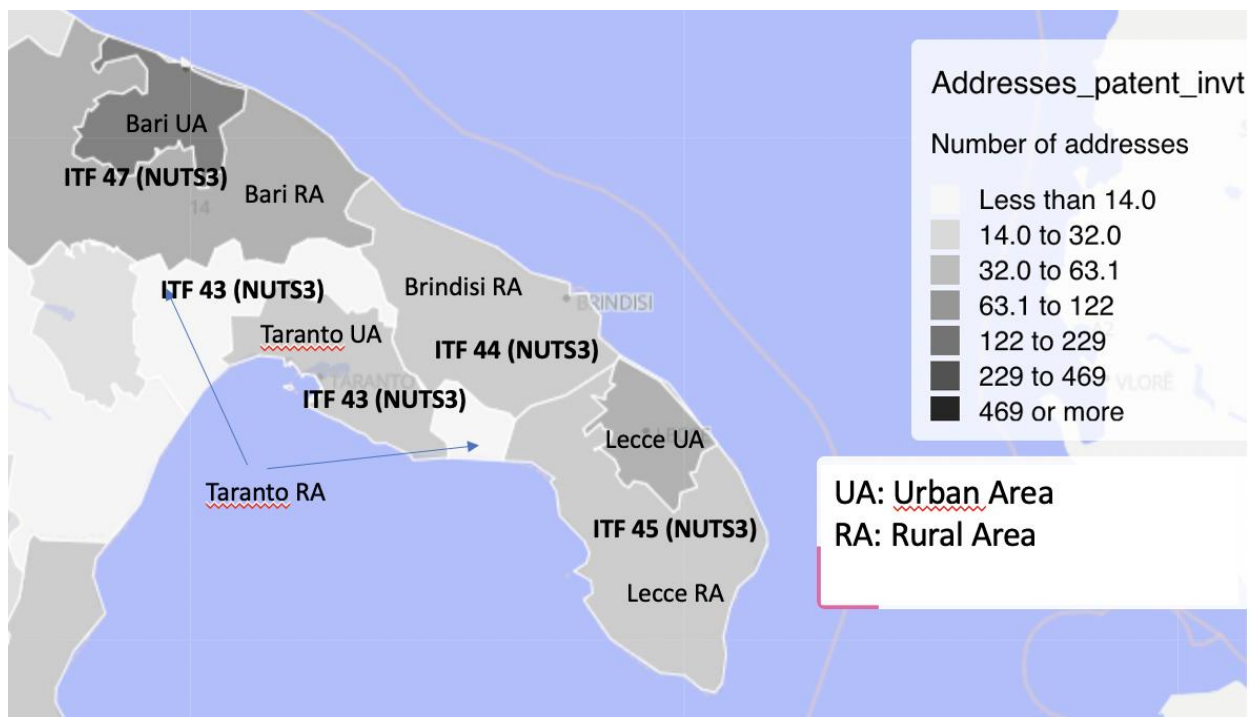 Addresses_patent_invt
Number of addresses
Less than 14.0
14.0 to 32.0
32.0 to 63.1
63.1 to 122
122 to 229
229 to 469
469 or more
Bari UA
ITF 47 (NUTS3)
Bari RA
14
ITF 43 (NUTS3)
Brindisi RA
BRINDISI
Taranto UA
ITF 44 (NUTS3)
TARANTO
ITF 43 (NUTS3)
Lecce UA
Taranto RA
ITF 45 (NUTS3)
Lecce RA
VLORË
UA: Urban Area
RA: Rural Area